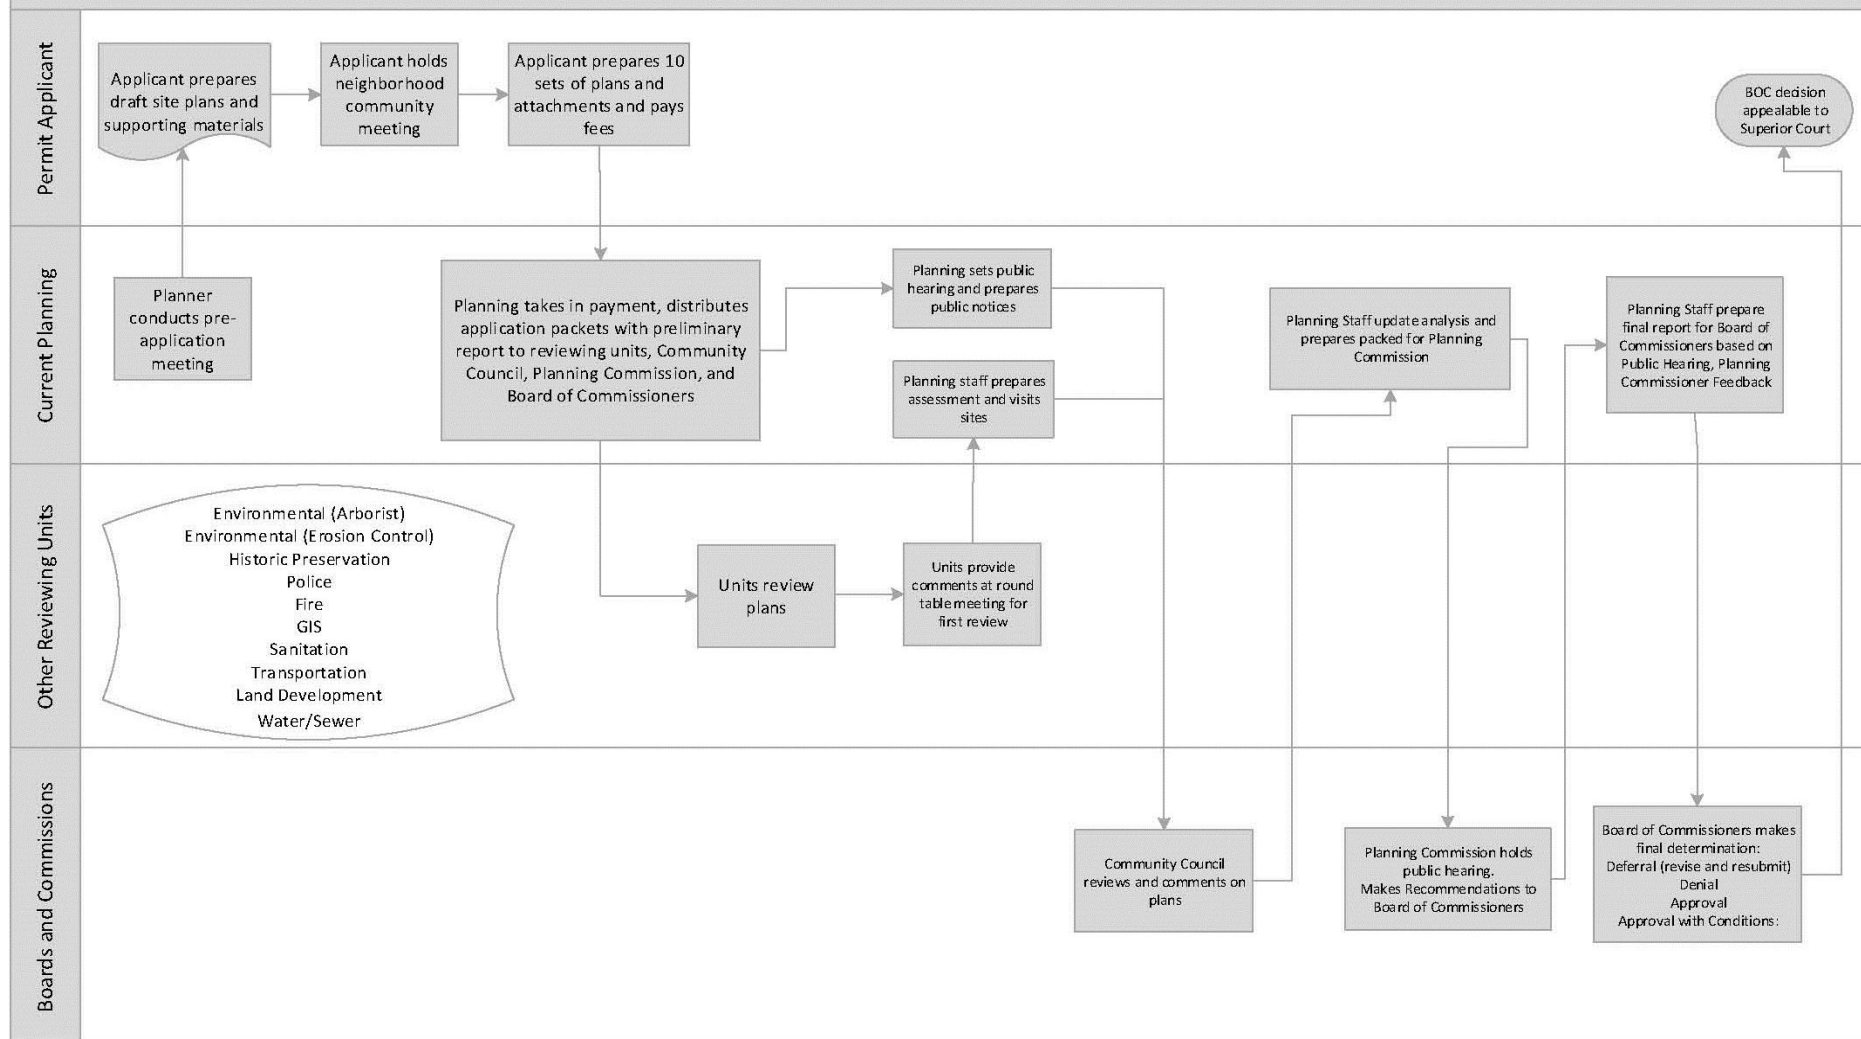 Permit Applicant
Applicant prepares
draft site plans and
supporting materials
Applicant holds
neighborhood
community
meeting
Applicant prepares 10
sets of plans and
attachments and pays
fees
BOC decision
appealable to
Superior Court
Current Planning
Planner
conducts pre-
application
meeting
Planning takes in payment, distributes
application packets with preliminary
report to reviewing units, Community
Council, Planning Commission, and
Board of Commissioners
Planning sets public
hearing and prepares
public notices
Planning staff prepares
assessment and visits
sites
Planning Staff update analysis and
prepares packed for Planning
Commission
Planning Staff prepare
final report for Board of
Commissioners based on
Public Hearing, Planning
Commissioner Feedback
Other Reviewing Units
Environmental (Arborist)
Environmental (Erosion Control)
Historic Preservation
Police
Fire
GIS
Sanitation
Transportation
Land Development
Water/Sewer
Units review
plans
Units provide
comments at round
table meeting for
first review
Boards and Commissions
Community Council
reviews and comments on
plans
Planning Commission holds
public hearing.
Makes Recommendations to
Board of Commissioners
Board of Commissioners makes
final determination:
Deferral (revise and resubmit)
Denial
Approval
Approval with Conditions: